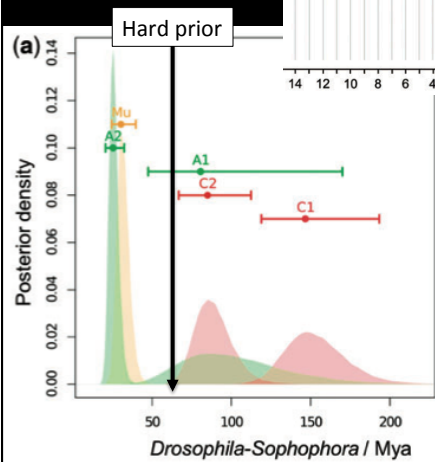 Hard prior
(a)
14 12 10 8 6 4
Posterior density
0.14
0.12
0.10
0.08
0.06
0.04
0.02
0.00
Mu
A2
A1
C2
C1
50 100 150 200
Drosophila-Sophophora / Mya